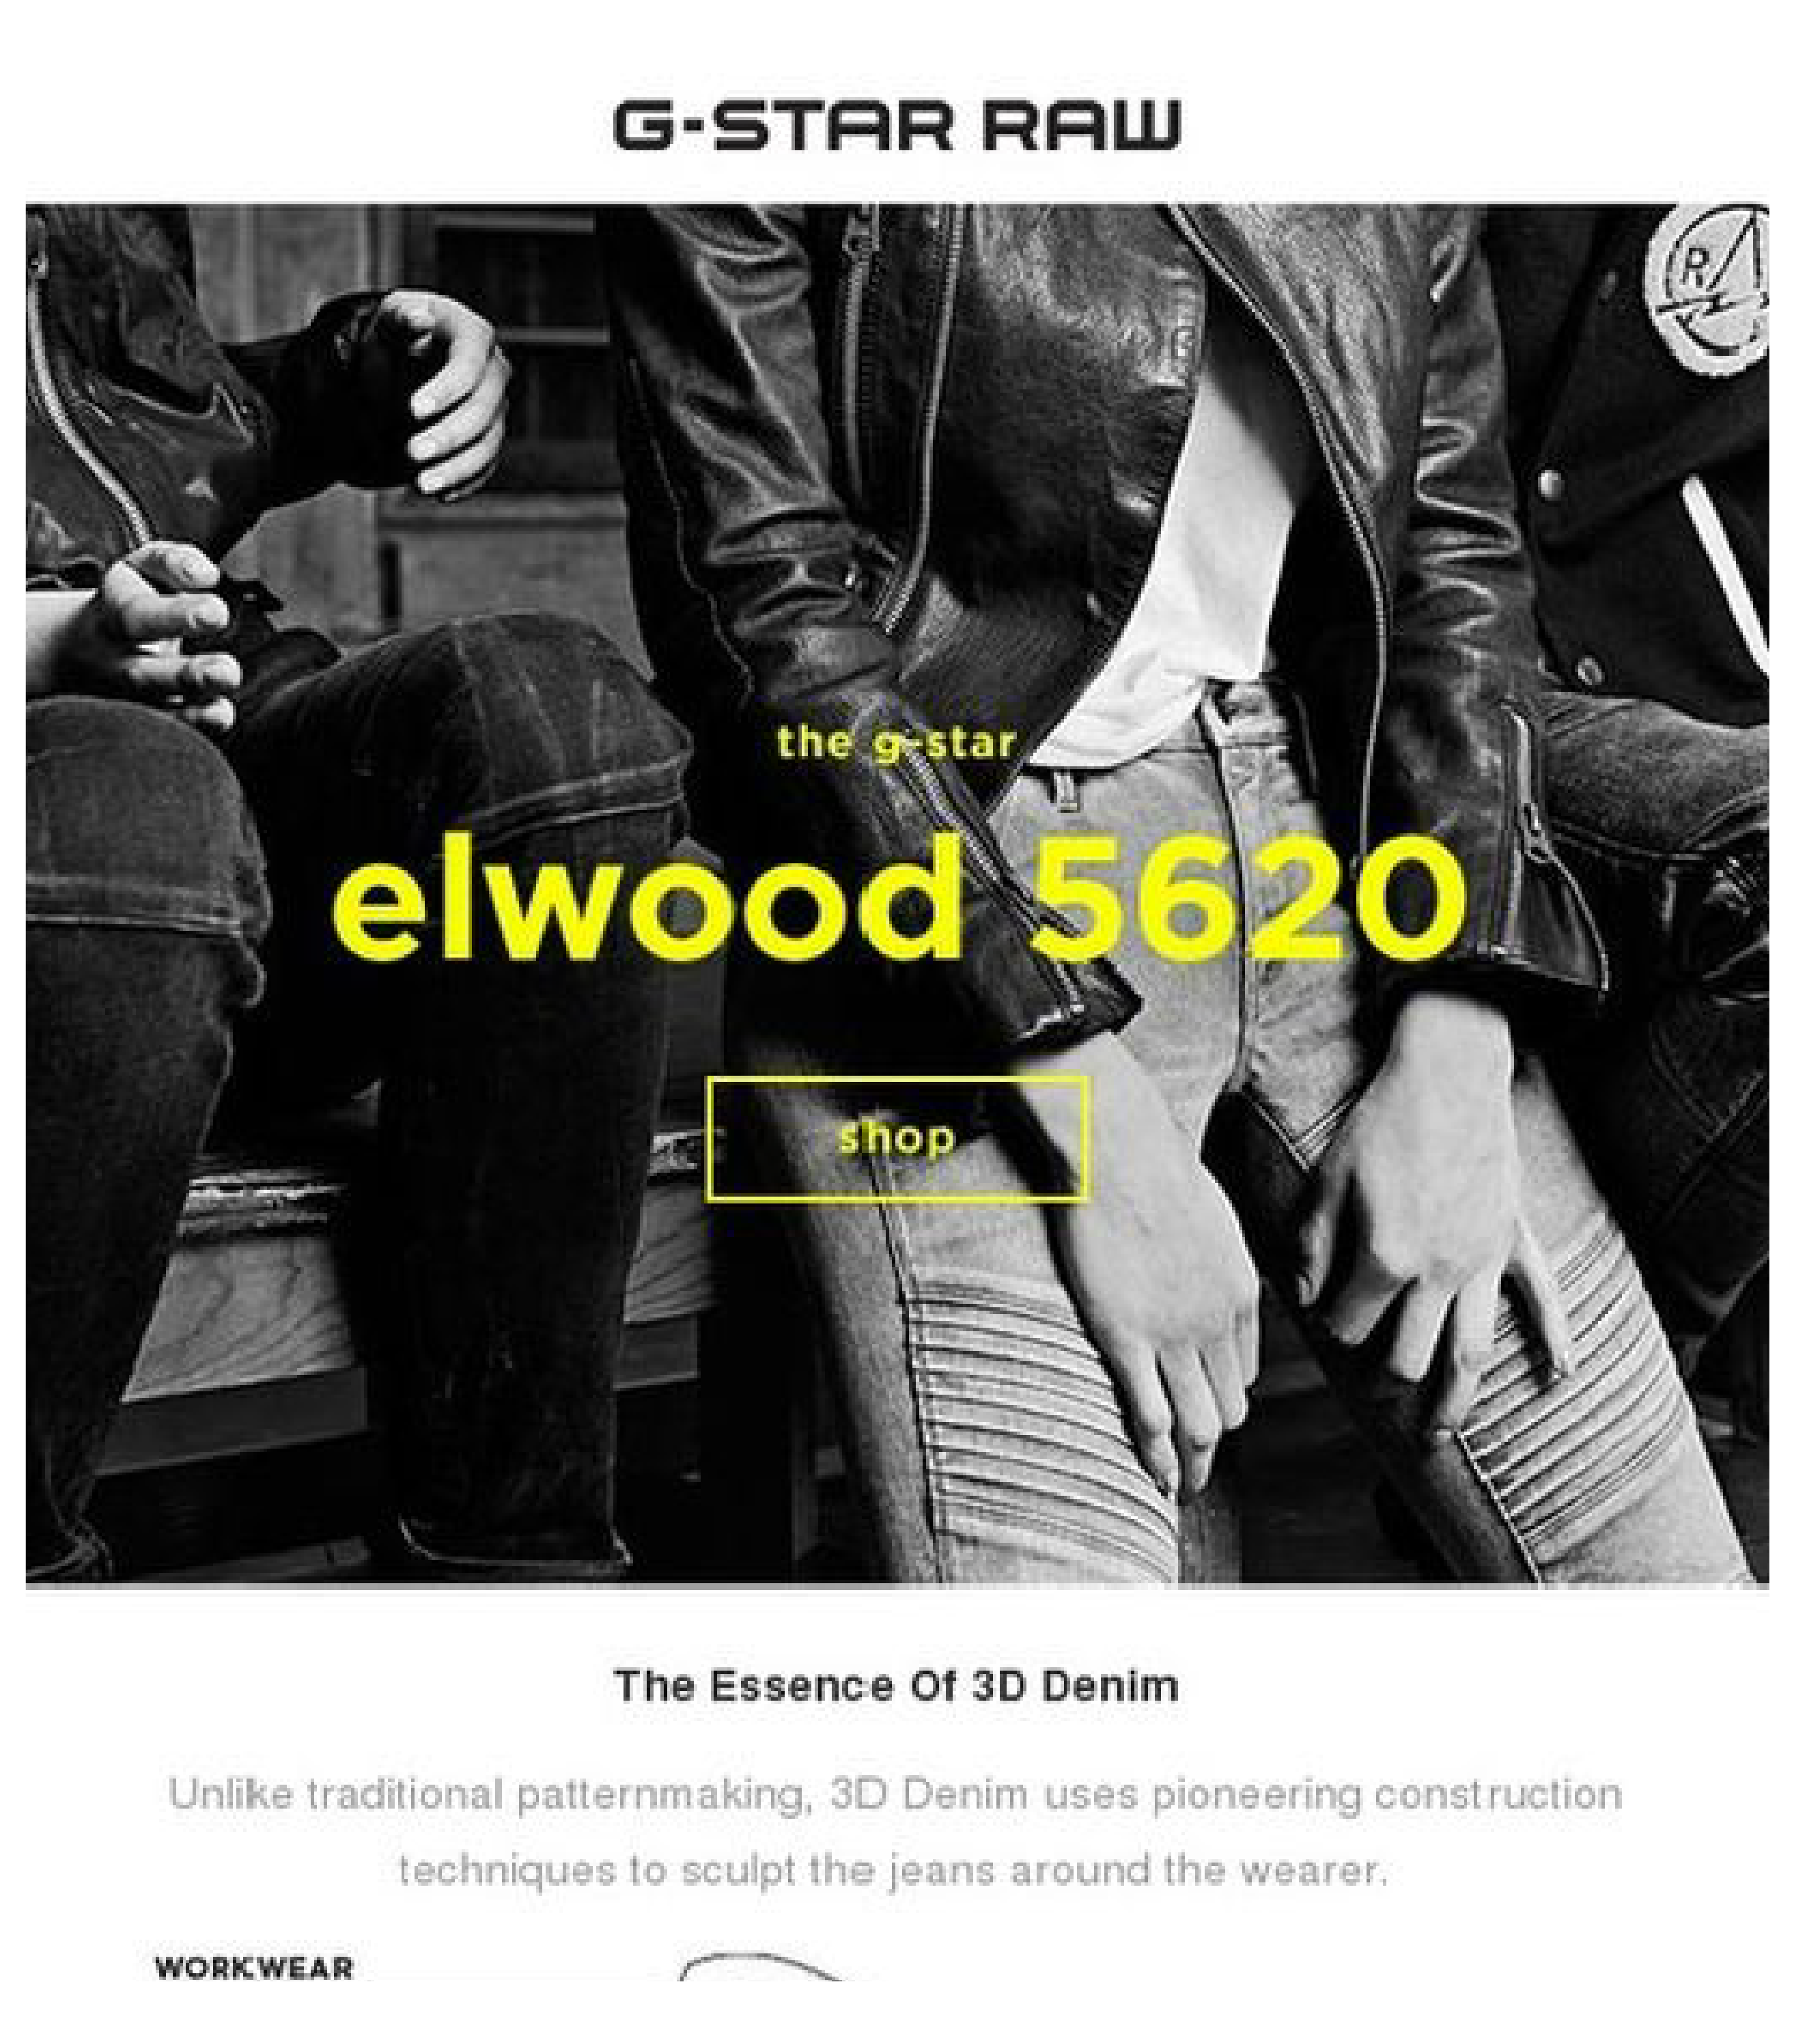 G-STAR RAW
RA
the g-star
elwood 5620
shop
The Essence Of 3D Denim
Unlike traditional patternmaking, 3D Denim uses pioneering construction
techniques to sculpt the jeans around the wearer.
WORKWEAR